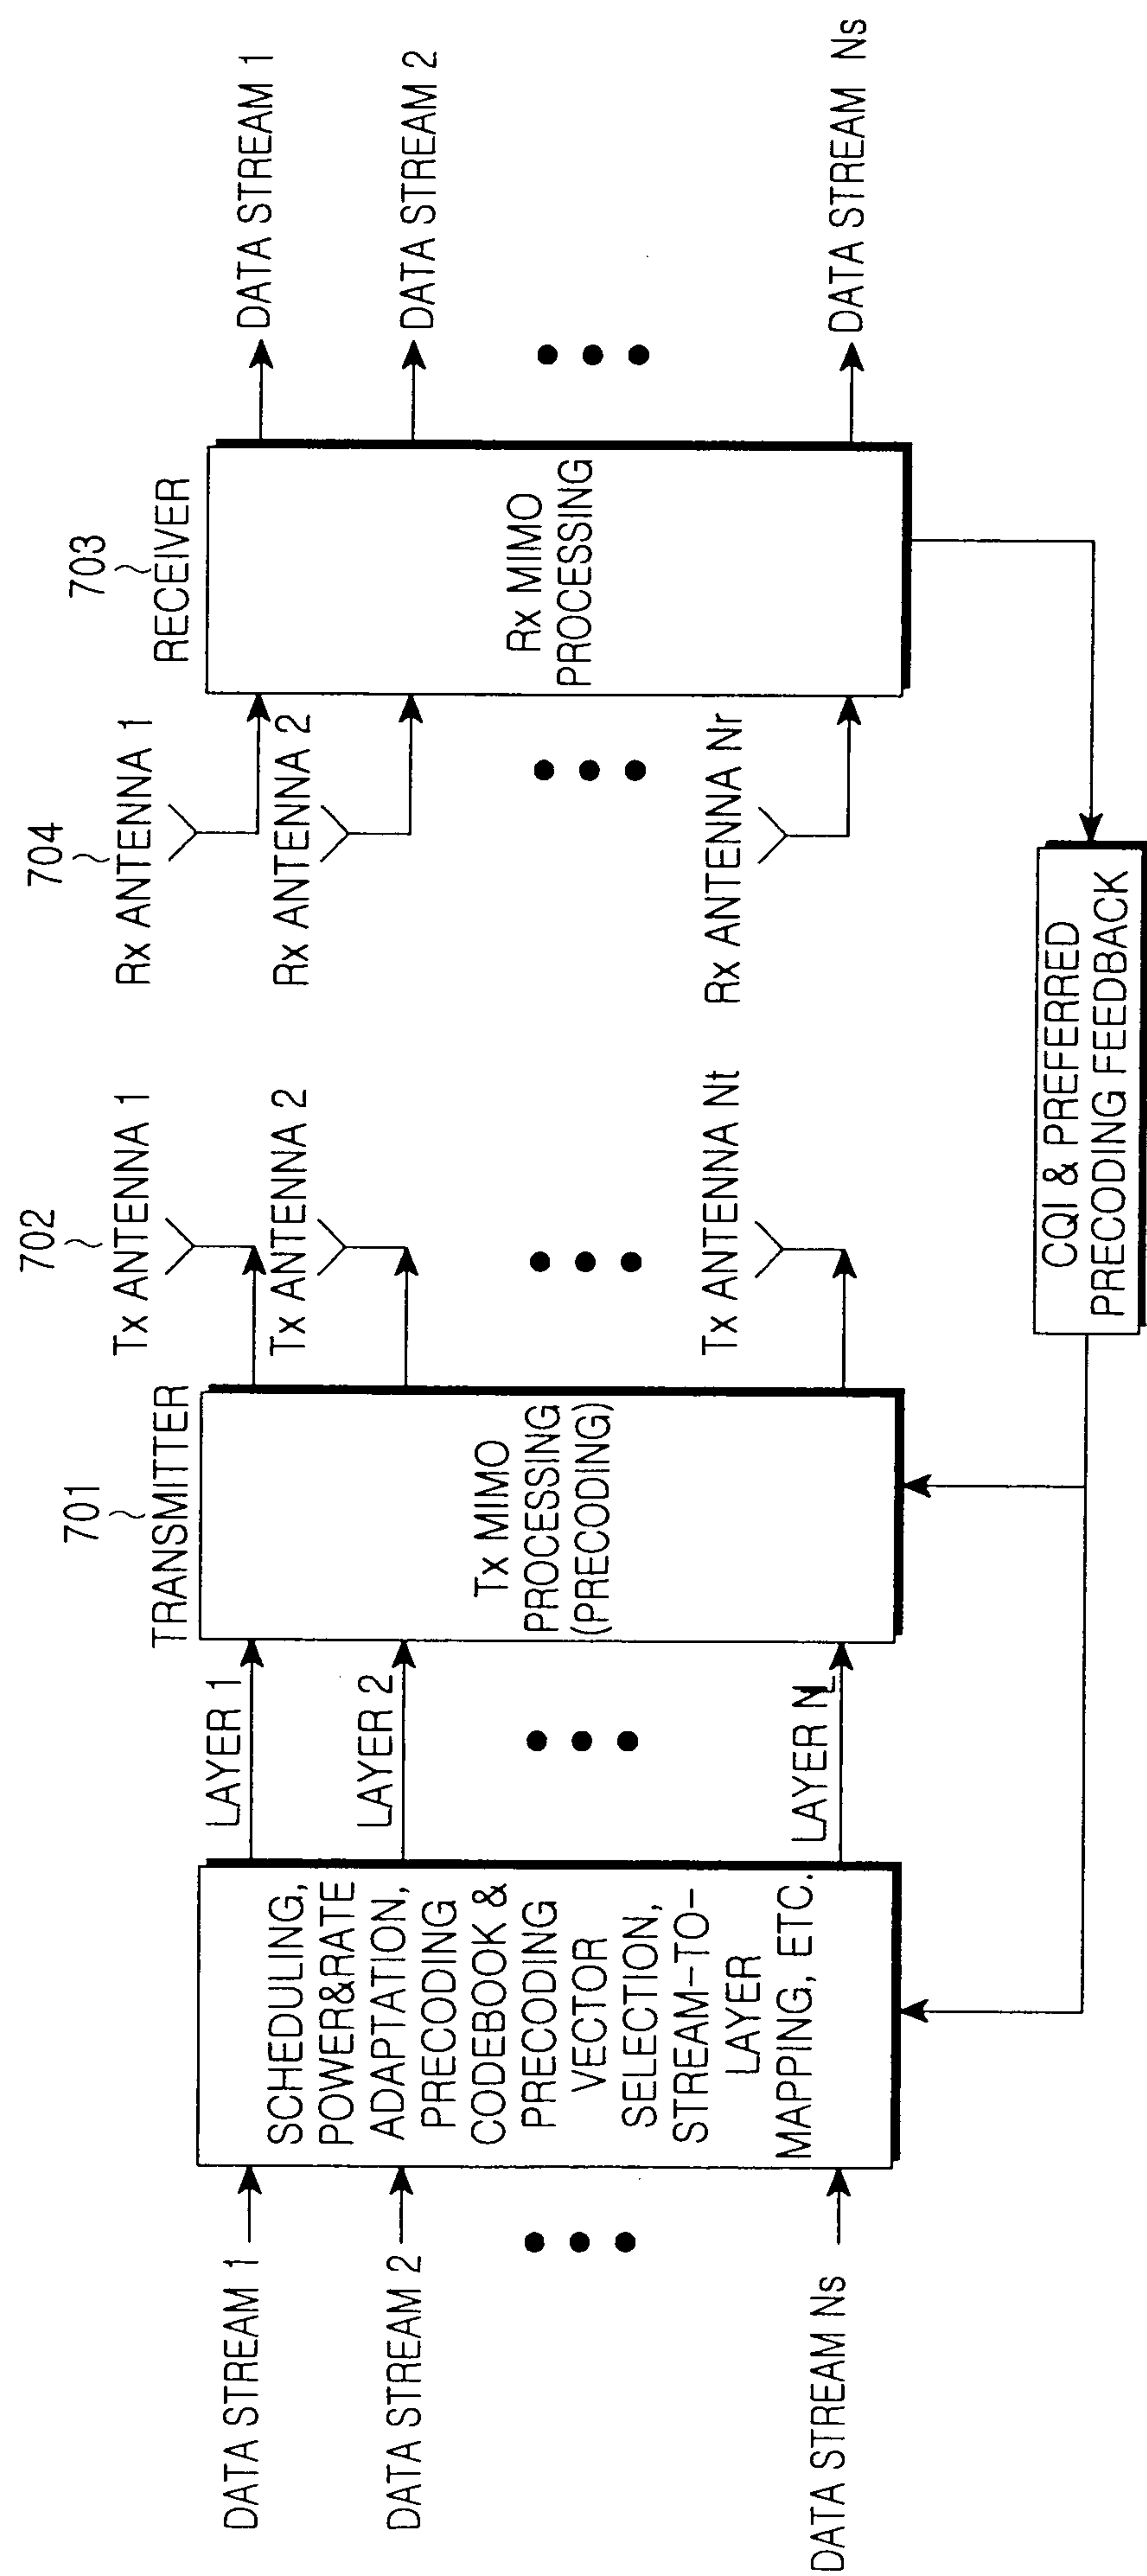 DATA STREAM 1
DATA STREAM 2
DATA STREAM Ns
SCHEDULING,
POWER&RATE
ADAPTATION,
PRECODING
CODEBOOK &
PRECODING
VECTOR
SELECTION,
STREAM-TO-
LAYER
MAPPING, ETC.
LAYER 1
LAYER 2
LAYER NL
701
TRANSMITTER
Tx MIMO
PROCESSING
(PRECODING)
702
Tx ANTENNA 1
Tx ANTENNA 2
Tx ANTENNA Nt
704
Rx ANTENNA 1
Rx ANTENNA 2
Rx ANTENNA Nr
703
RECEIVER
Rx MIMO
PROCESSING
DATA STREAM 1
DATA STREAM 2
DATA STREAM Ns
CQI & PREFERRED
PRECODING FEEDBACK